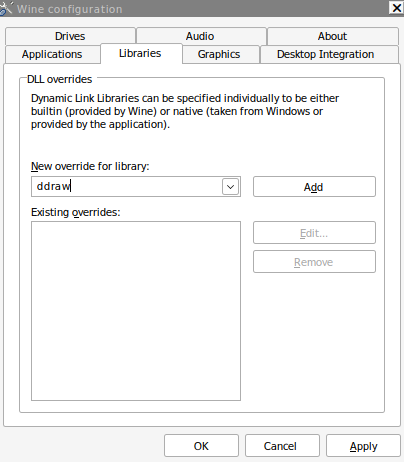 Wine configuration
Drives Audio About
Applications Libraries Graphics Desktop Integration
DLL overrides
Dynamic Link Libraries can be specified individually to be either
builtin (provided by Wine) or native (taken from Windows or
provided by the application).
New override for library:
ddraw Add
Existing overrides:
Edit...
Remove
OK Cancel Apply